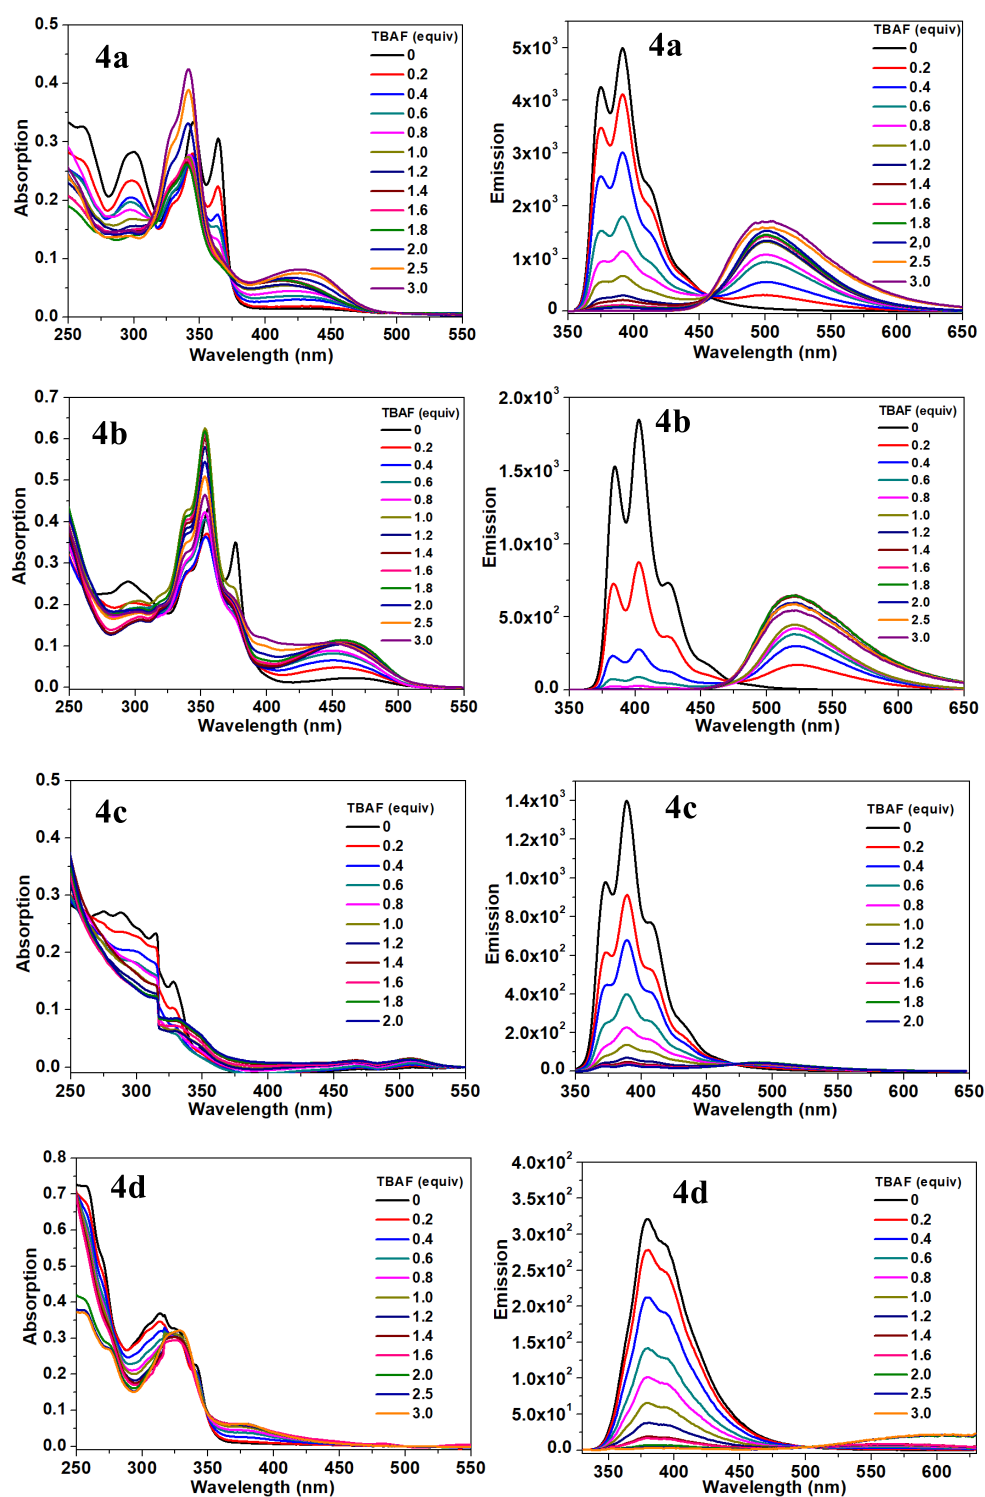 4a
TBAF (equiv)
0
0.2
0.4
0.6
0.8
1.0
1.2
1.4
1.6
1.8
2.0
2.5
3.0
0.5
0.4
0.3
0.2
0.1
0.0
Absorption
250 300 350 400 450 500 550
Wavelength (nm)
4a
TBAF (equiv)
0
0.2
0.4
0.6
0.8
1.0
1.2
1.4
1.6
1.8
2.0
2.5
3.0
5x10³
4x10³
3x10³
2x10³
1x10³
0
Emission
350 400 450 500 550 600 650
Wavelength (nm)
4b
TBAF (equiv)
0
0.2
0.4
0.6
0.8
1.0
1.2
1.4
1.6
1.8
2.0
2.5
3.0
0.7
0.6
0.5
0.4
0.3
0.2
0.1
0.0
Absorption
250 300 350 400 450 500 550
Wavelength (nm)
4b
TBAF (equiv)
0
0.2
0.4
0.6
0.8
1.0
1.2
1.4
1.6
1.8
2.0
2.5
3.0
2.0x10³
1.5x10³
1.0x10³
5.0x10²
0.0
Emission
350 400 450 500 550 600 650
Wavelength (nm)
4c
TBAF (equiv)
0
0.2
0.4
0.6
0.8
1.0
1.2
1.4
1.6
1.8
2.0
0.5
0.4
0.3
0.2
0.1
0.0
Absorption
250 300 350 400 450 500 550
Wavelength (nm)
4c
TBAF (equiv)
0
0.2
0.4
0.6
0.8
1.0
1.2
1.4
1.6
1.8
2.0
1.4x10³
1.2x10³
1.0x10³
8.0x10²
6.0x10²
4.0x10²
2.0x10²
0.0
Emission
350 400 450 500 550 600 650
Wavelength (nm)
4d
TBAF (equiv)
0
0.2
0.4
0.6
0.8
1.0
1.2
1.4
1.6
2.0
2.5
3.0
0.8
0.7
0.6
0.5
0.4
0.3
0.2
0.1
0.0
Absorption
250 300 350 400 450 500 550
Wavelength (nm)
4d
TBAF (equiv)
0
0.2
0.4
0.6
0.8
1.0
1.2
1.4
1.6
2.0
2.5
3.0
4.0x10²
3.5x10²
3.0x10²
2.5x10²
2.0x10²
1.5x10²
1.0x10²
5.0x10¹
0.0
Emission
350 400 450 500 550 600
Wavelength (nm)